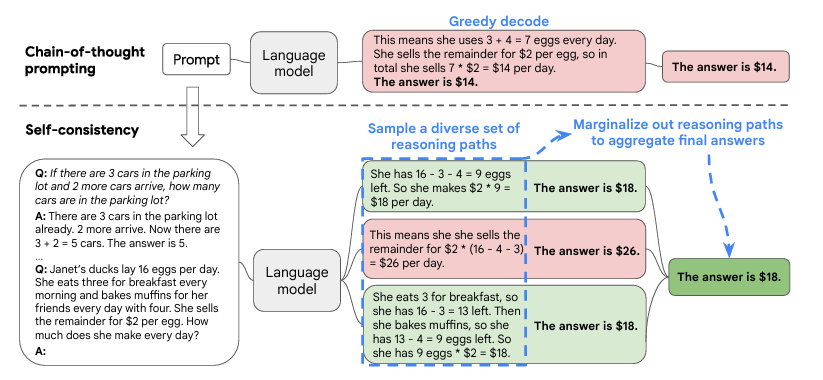 Greedy decode
Chain-of-thought
prompting
Prompt
Language
model
This means she uses 3 + 4 = 7 eggs every day.
She sells the remainder for $2 per egg, so in
total she sells 7 * $2 = $14 per day.
The answer is $14.
The answer is $14.
Self-consistency
Sample a diverse set of
reasoning paths
Marginalize out reasoning paths
to aggregate final answers
Q: If there are 3 cars in the parking
lot and 2 more cars arrive, how many
cars are in the parking lot?
A: There are 3 cars in the parking lot
already. 2 more arrive. Now there are
3 + 2 = 5 cars. The answer is 5.
...
Q: Janet's ducks lay 16 eggs per day.
She eats three for breakfast every
morning and bakes muffins for her
friends every day with four. She sells
the remainder for $2 per egg. How
much does she make every day?
A:
Language
model
She has 16 - 3 - 4 = 9 eggs
left. So she makes $2 * 9 =
$18 per day.
The answer is $18.
This means she she sells the
remainder for $2 * (16 - 4 - 3)
= $26 per day.
The answer is $26.
She eats 3 for breakfast, so
she has 16 - 3 = 13 left. Then
she bakes muffins, so she
has 13 - 4 = 9 eggs left. So
she has 9 eggs * $2 = $18.
The answer is $18.
The answer is $18.